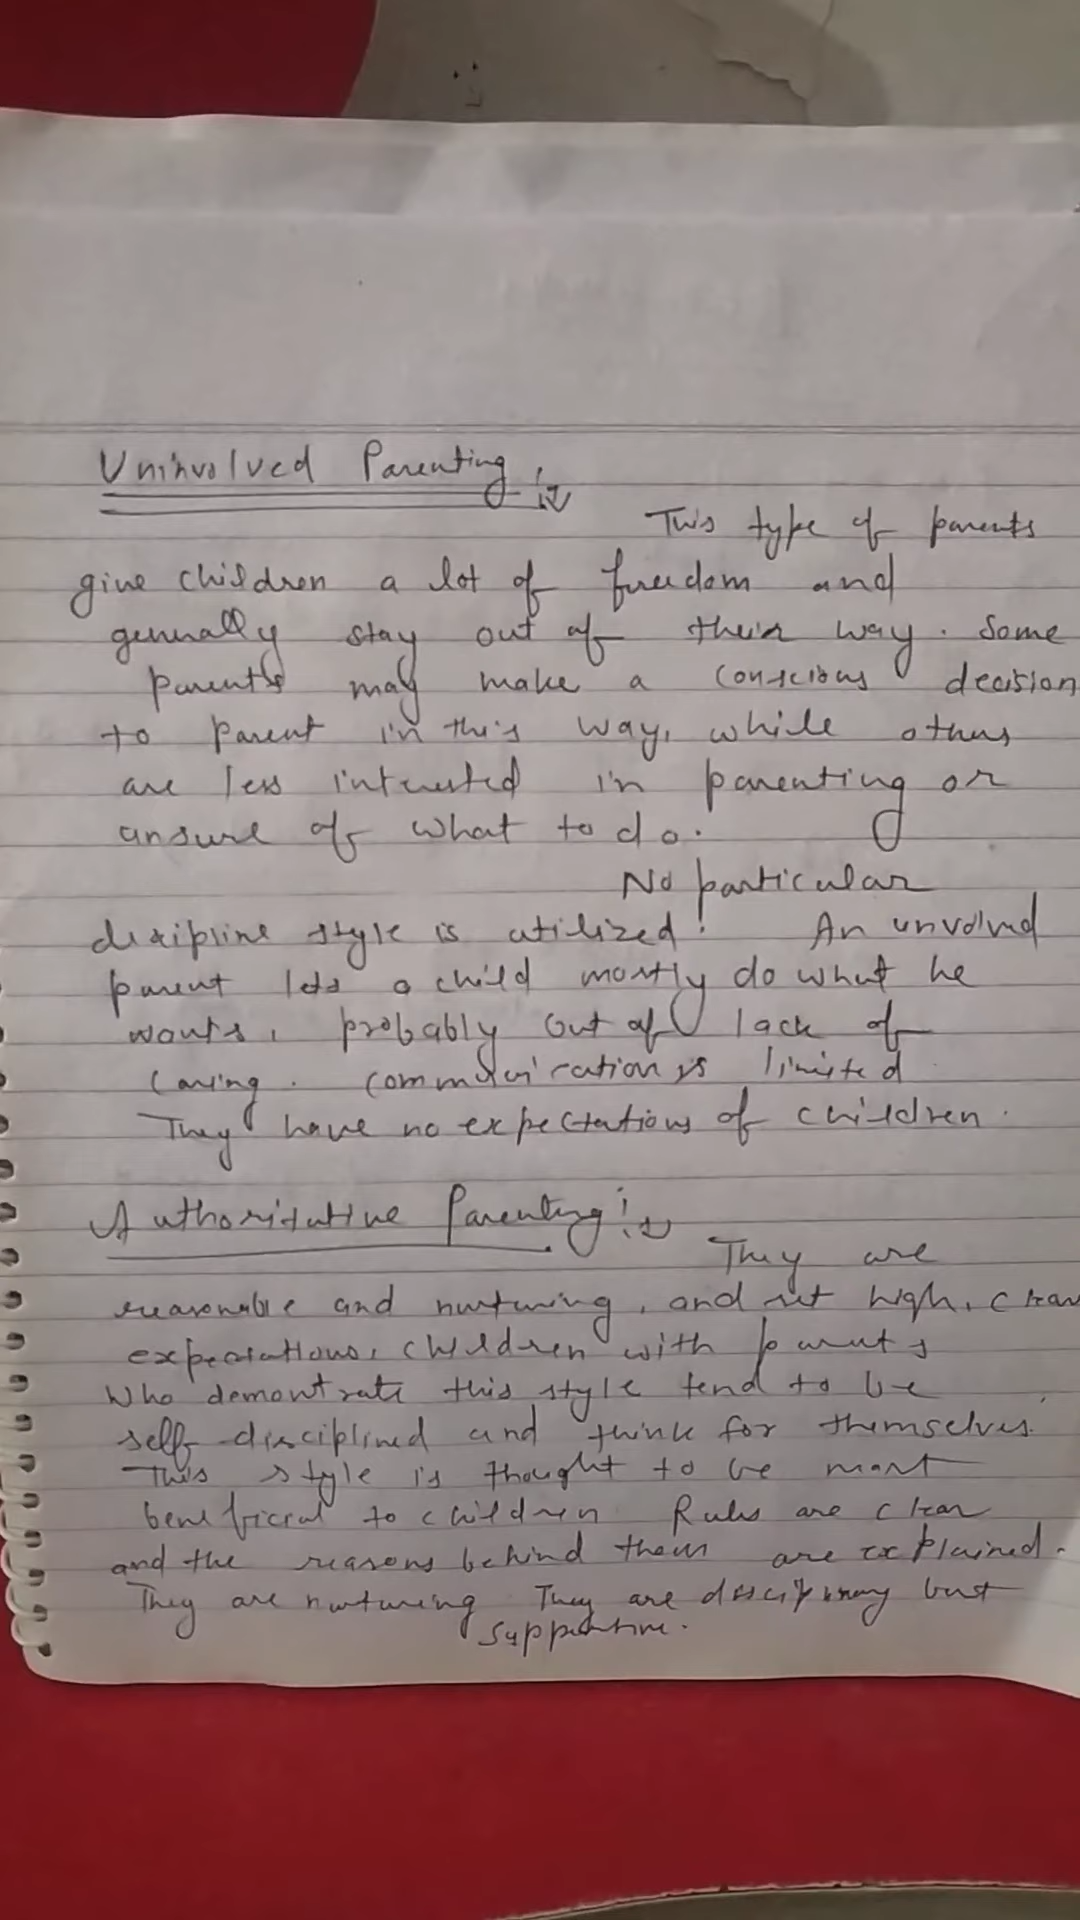 Uninvolved Parenting :-
This type of parents
give children a lot of freedom and
generally stay out of their way. Some
parents may make a conscious decision
to parent in this way, while others
are less interested in parenting or
unsure of what to do.
No particular
discipline style is utilized! An unvolved
parent lets a child mostly do what he
wants, probably out of lack of
caring. Communication is limited
They have no expectations of children.
Authoritative Parenting :-
They are
reasonable and nurturing, and set high, clear
expectations, children with parents
who demontrate this style tend to be
self-disciplined and think for themselves.
This style is thought to be most
beneficial to children Rules are clear
and the reasons behind them are explained.
They are nurturing They are but
supportive.